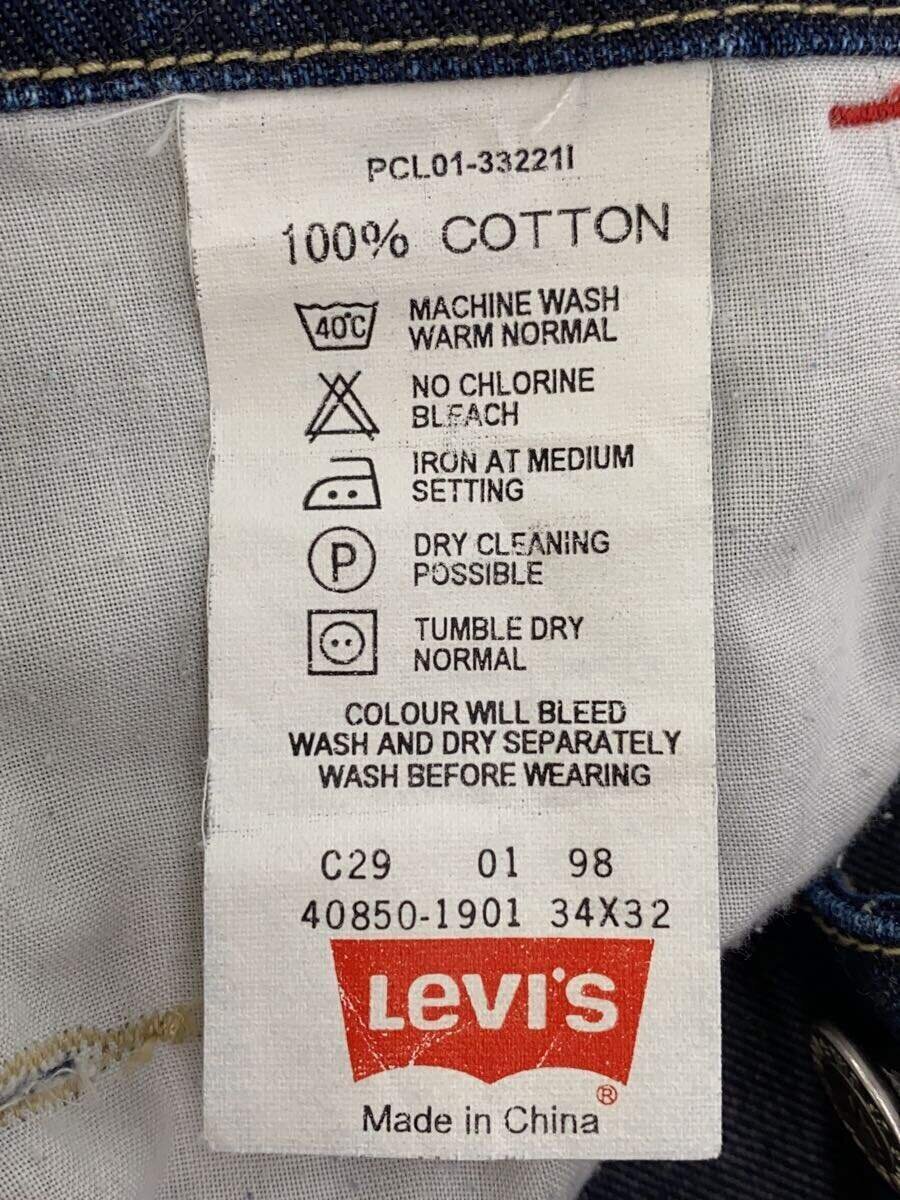 PCL01-33221I
100% COTTON
40°C MACHINE WASH
WARM NORMAL
NO CHLORINE
BLEACH
IRON AT MEDIUM
SETTING
P DRY CLEANING
POSSIBLE
TUMBLE DRY
NORMAL
COLOUR WILL BLEED
WASH AND DRY SEPARATELY
WASH BEFORE WEARING
C29 01 98
40850-1901 34X32
LEVI'S
®
Made in China